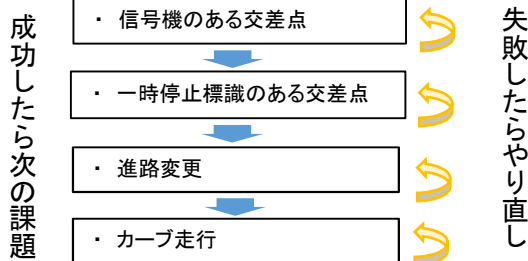 成功したら次の課題
・ 信号機のある交差点
・ 一時停止標識のある交差点
・ 進路変更
・ カーブ走行
失敗したらやり直し